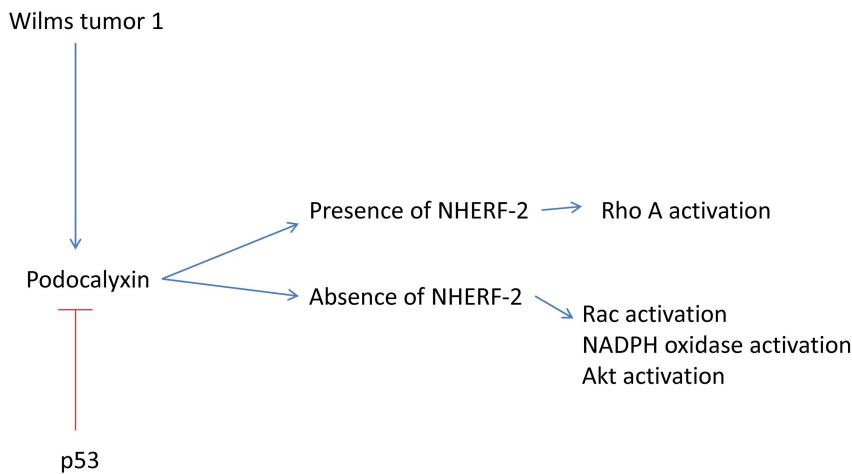 Wilms tumor 1
Presence of NHERF-2
Rho A activation
Podocalyxin
Absence of NHERF-2
Rac activation
NADPH oxidase activation
Akt activation
p53